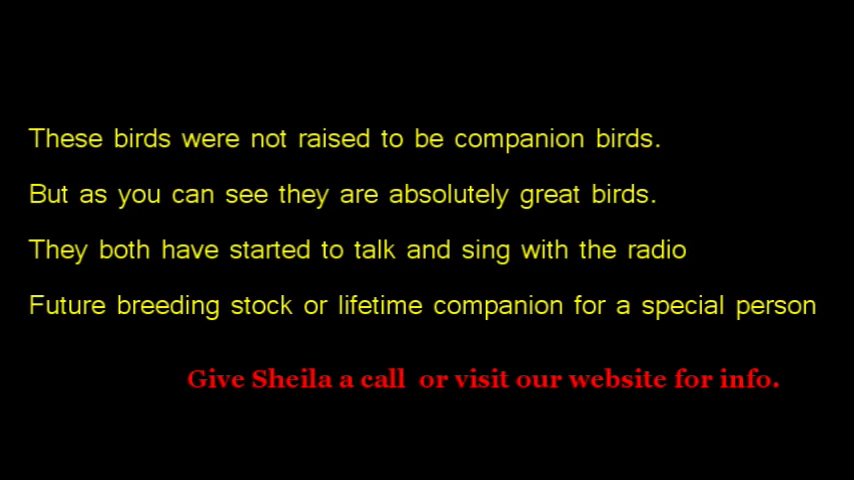 These birds were not raised to be companion birds.
But as you can see they are absolutely great birds.
They both have started to talk and sing with the radio
Future breeding stock or lifetime companion for a special person
Give Sheila a call or visit our website for info.